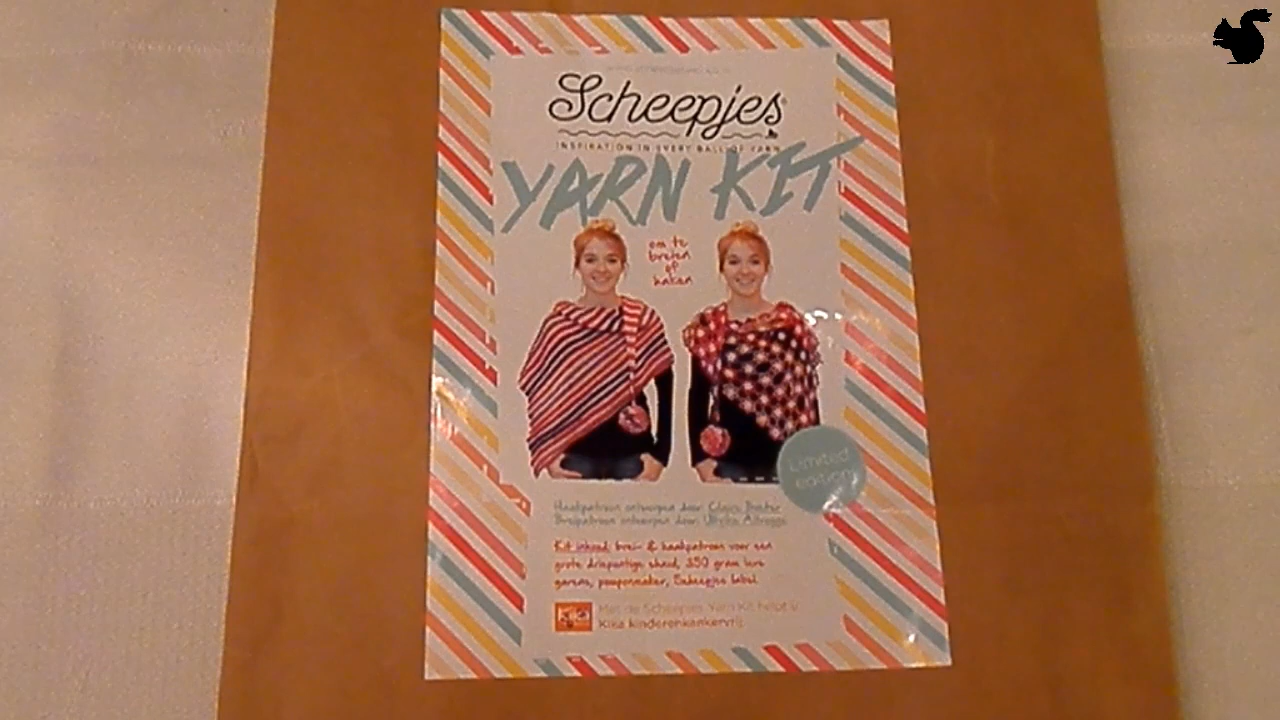 Scheepjes
INSPIRATION IN EVERY BALL OF YARN
YARN KIT
om te
breien
of
haken
Limited
edition
Haakpatroon ontworpen door:
Breipatroon ontworpen door:
Kit inhoud: brei- & haakpatroon voor een
grote driepuntige shawl, 350 gram luxe
garens, pomponmaker, Scheepjes label.
Met de Scheepjes Yarn Kit helpt u
KiKa
Kika kinderenkankervrij.